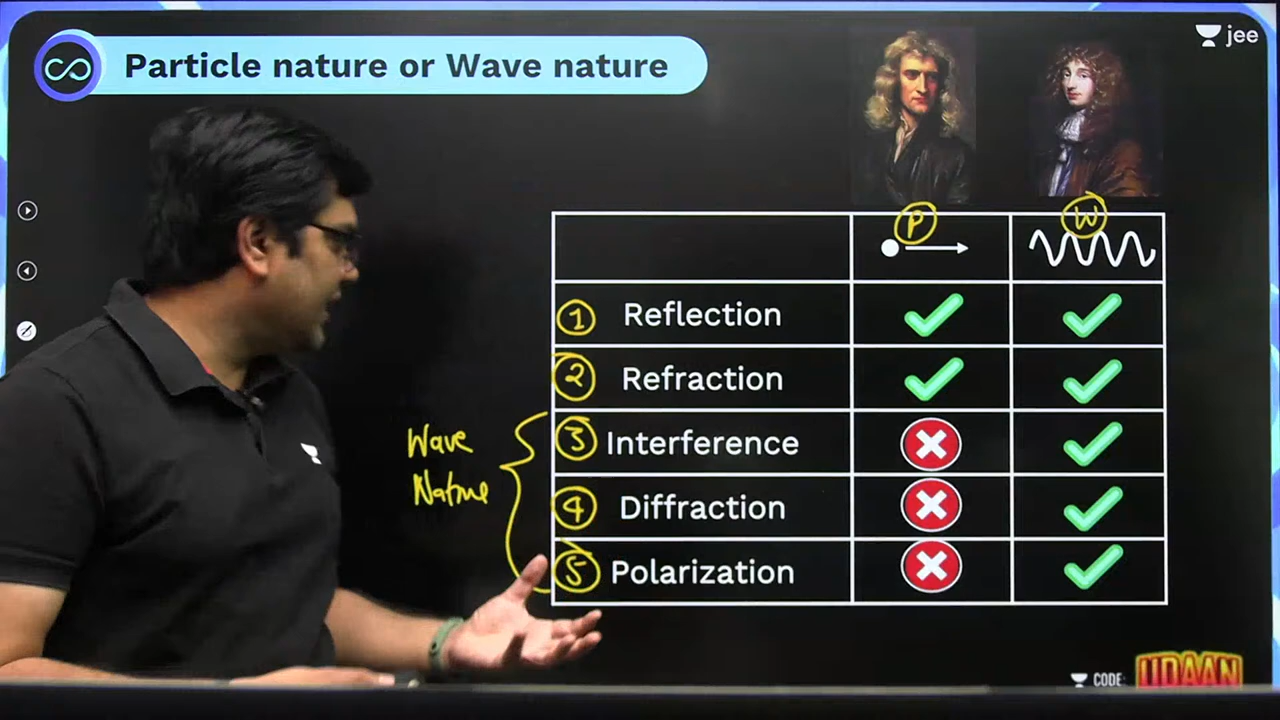 Particle nature or Wave nature
jee
P
W
1 Reflection
2 Refraction
3 Interference
4 Diffraction
5 Polarization
Wave
Nature
CODE: UDAAN